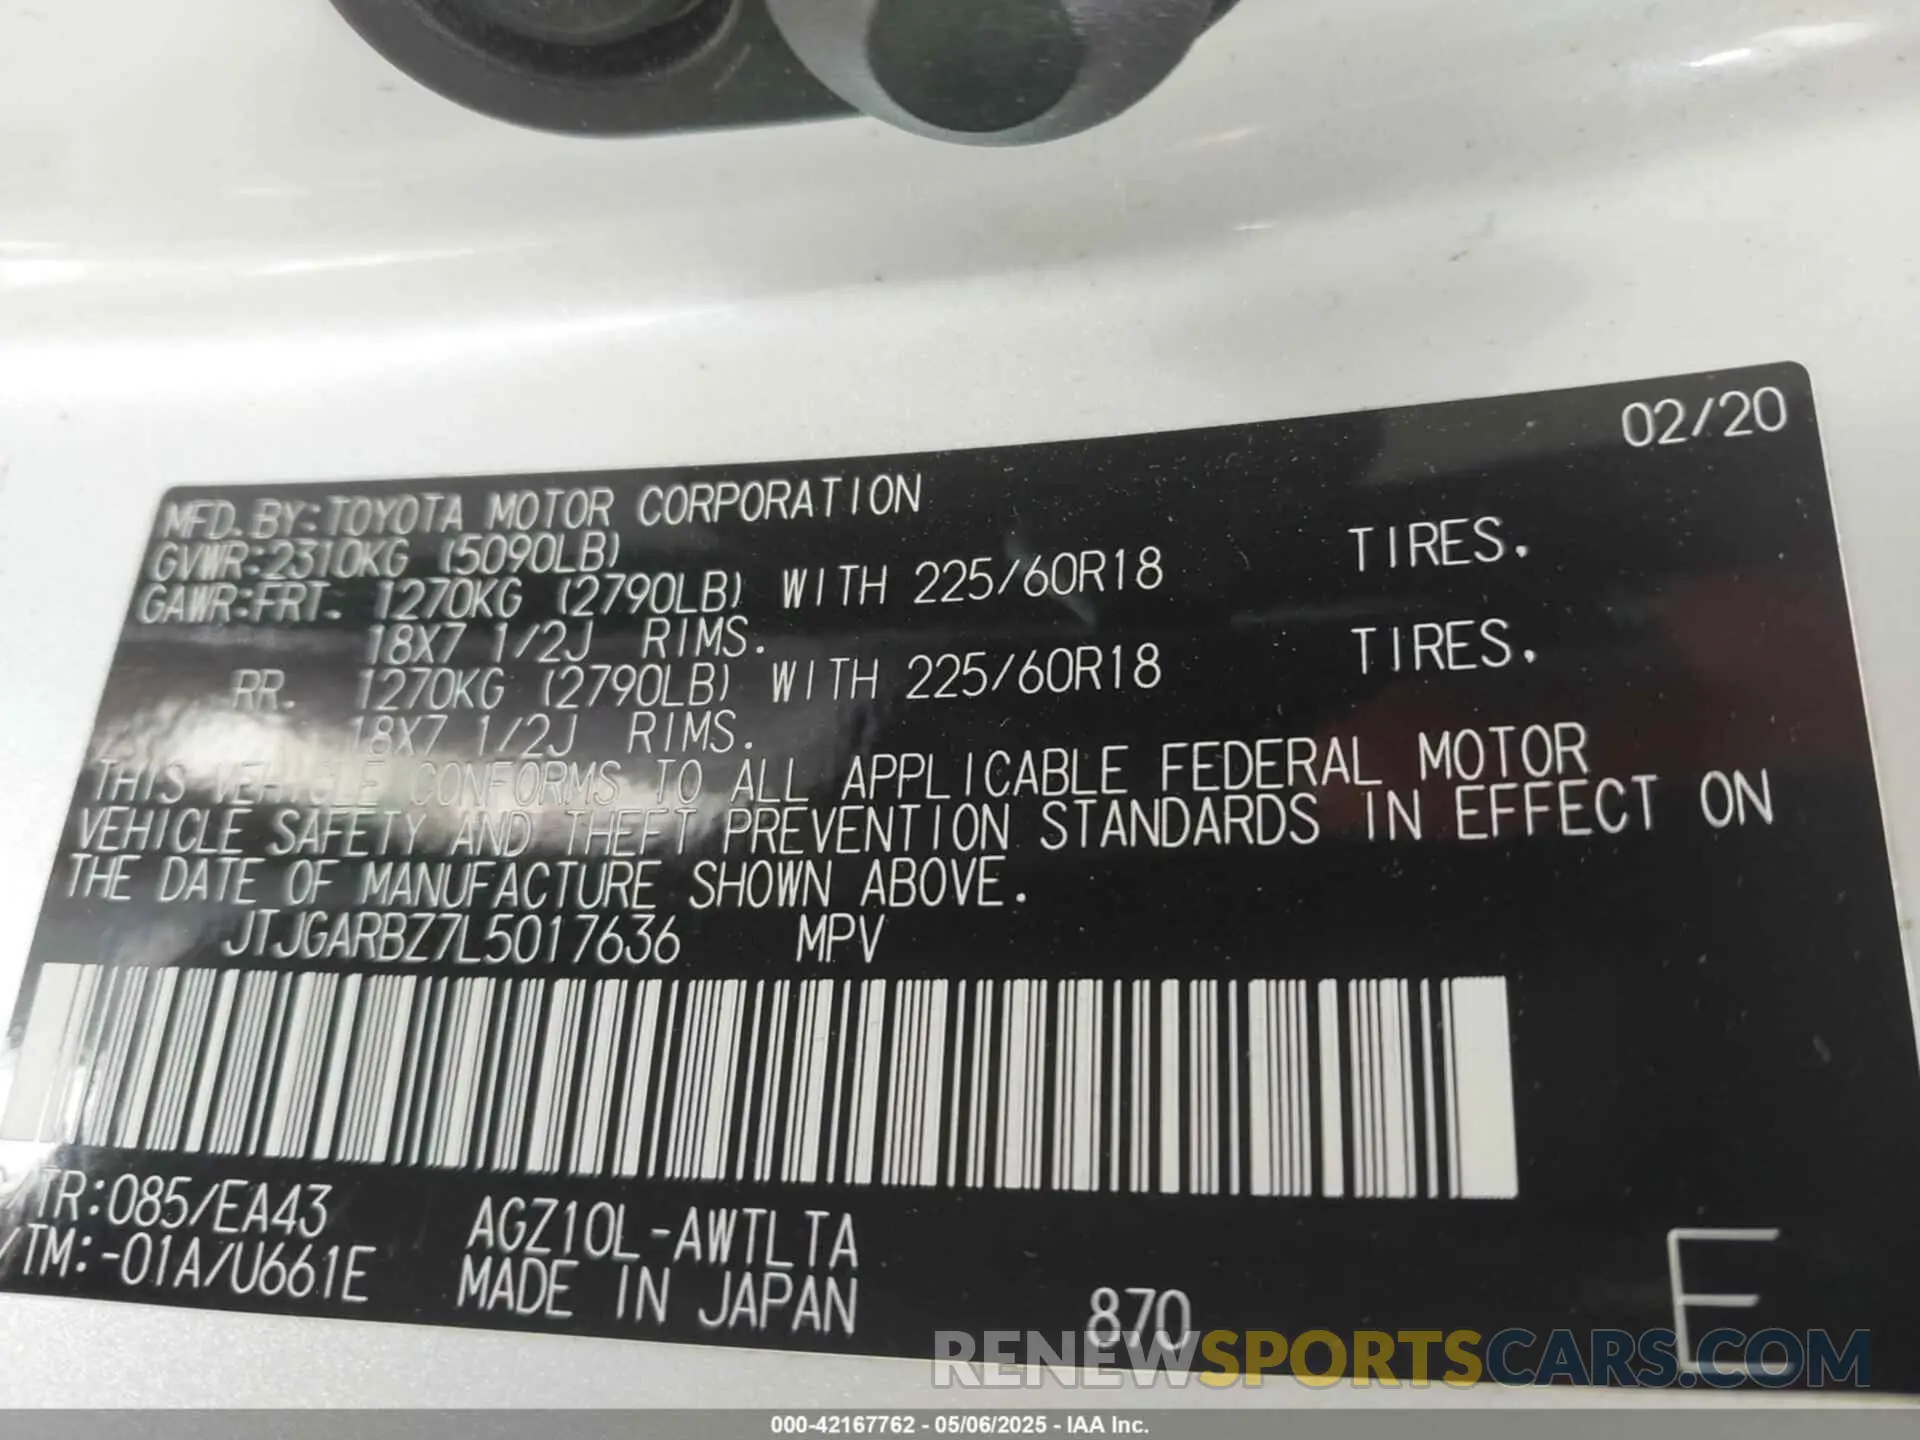 02/20
MFD. BY:TOYOTA MOTOR CORPORATION
GVWR:2310KG (5090LB)
GAWR:FRT. 1270KG (2790LB) WITH 225/60R18 TIRES.
18X7 1/2J RIMS.
RR. 1270KG (2790LB) WITH 225/60R18 TIRES.
18X7 1/2J RIMS.
THIS VEHICLE CONFORMS TO ALL APPLICABLE FEDERAL MOTOR
VEHICLE SAFETY AND THEFT PREVENTION STANDARDS IN EFFECT ON
THE DATE OF MANUFACTURE SHOWN ABOVE.
JTJGARBZ7L5017636 MPV
/TR:085/EA43 AGZ10L-AWTLTA
/TM:-01A/U661E MADE IN JAPAN 870 E
RENEWSPORTSCARS.COM
000-42167762 - 05/06/2025 - IAA Inc.